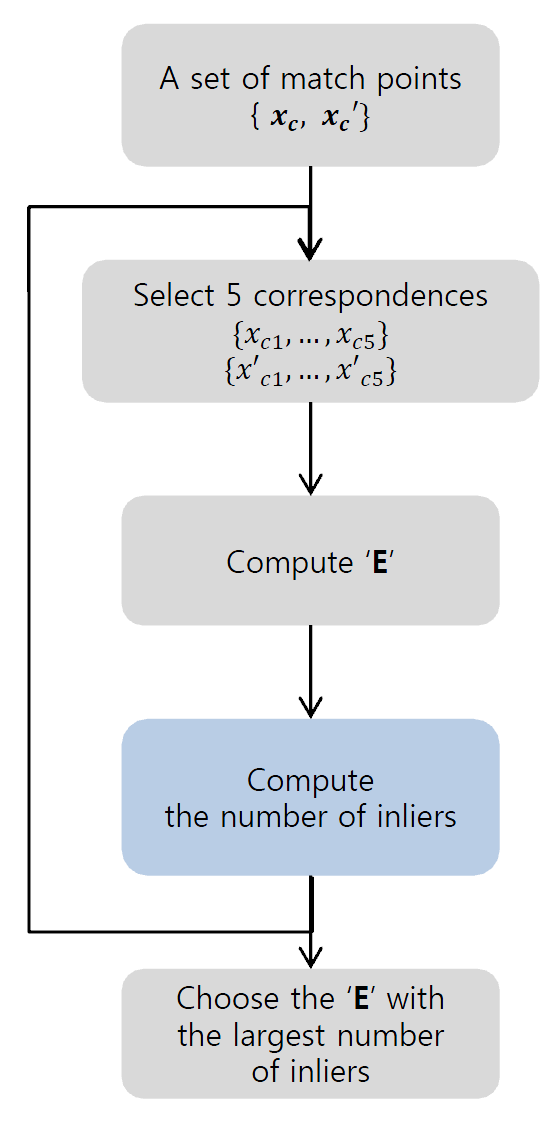 A set of match points
{ x_c, x_c′}
Select 5 correspondences
{x_c1, … , x_c5}
{x′_c1, … , x′_c5}
Compute ‘E’
Compute
the number of inliers
Choose the ‘E’ with
the largest number
of inliers